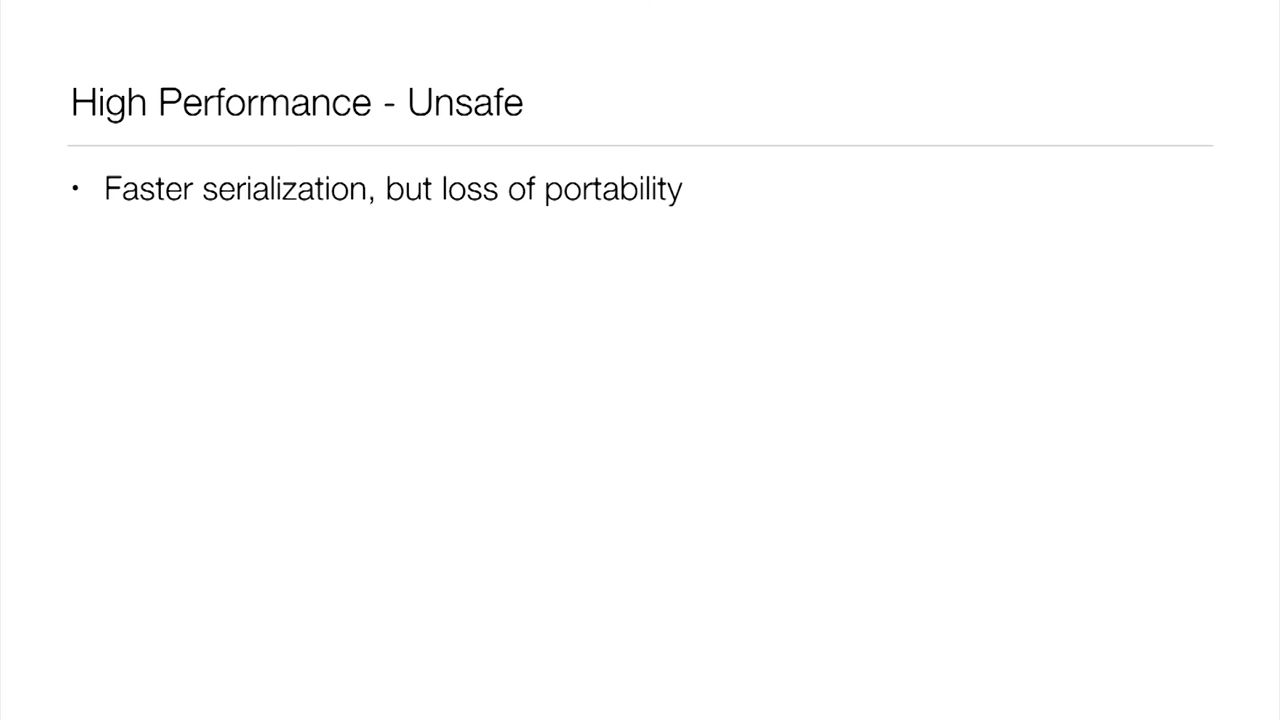 High Performance - Unsafe
• Faster serialization, but loss of portability